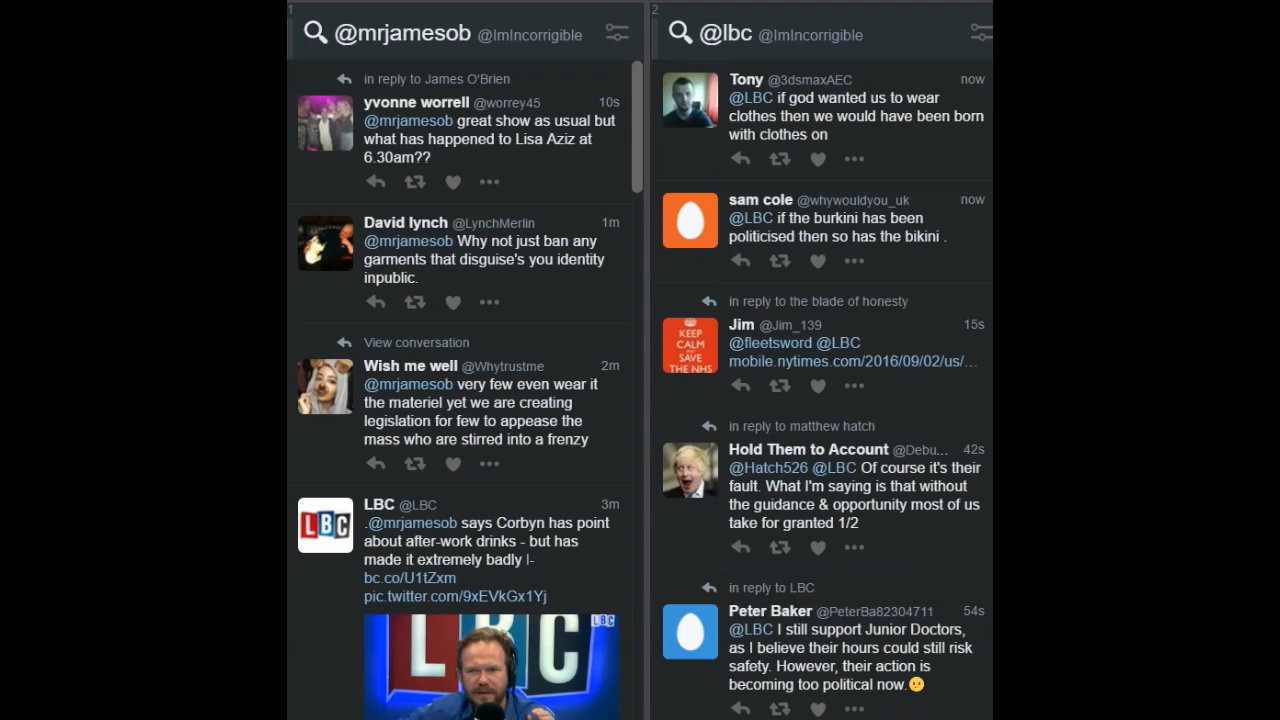 1
@mrjamesob @ImIncorrigible
in reply to James O'Brien
yvonne worrell @worrey45 10s
@mrjamesob great show as usual but
what has happened to Lisa Aziz at
6.30am??
David lynch @LynchMerlin 1m
@mrjamesob Why not just ban any
garments that disguise's you identity
inpublic.
View conversation
Wish me well @Whytrustme 2m
@mrjamesob very few even wear it
the materiel yet we are creating
legislation for few to appease the
mass who are stirred into a frenzy
LBC
LBC @LBC 3m
.@mrjamesob says Corbyn has point
about after-work drinks - but has
made it extremely badly l-
bc.co/U1tZxm
pic.twitter.com/9xEVkGx1Yj
LBC
LBC
2
@lbc @ImIncorrigible
Tony @3dsmaxAEC now
@LBC if god wanted us to wear
clothes then we would have been born
with clothes on
sam cole @whywouldyou_uk now
@LBC if the burkini has been
politicised then so has the bikini .
in reply to the blade of honesty
KEEP
CALM
AND
SAVE
THE NHS
Jim @Jim_139 15s
@fleetsword @LBC
mobile.nytimes.com/2016/09/02/us/...
in reply to matthew hatch
Hold Them to Account @Debu... 42s
@Hatch526 @LBC Of course it's their
fault. What I'm saying is that without
the guidance & opportunity most of us
take for granted 1/2
in reply to LBC
Peter Baker @PeterBa82304711 54s
@LBC I still support Junior Doctors,
as I believe their hours could still risk
safety. However, their action is
becoming too political now.😕